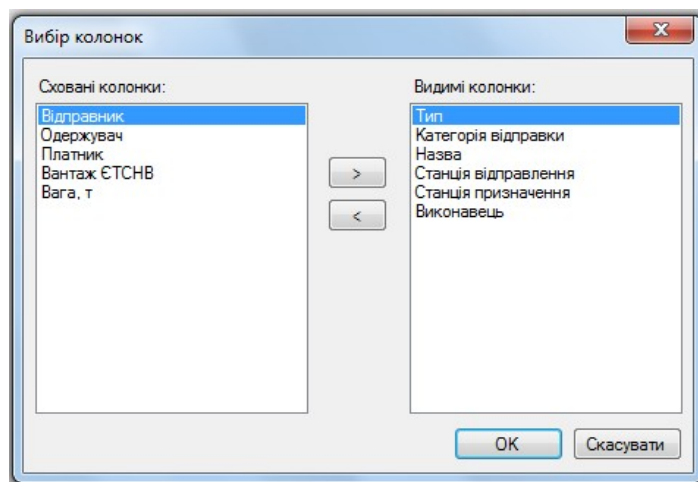 Вибір колонок
Сховані колонки:
Відправник
Одержувач
Платник
Вантаж ЄТСНВ
Вага, т
>
<
Видимі колонки:
Тип
Категорія відправки
Назва
Станція відправлення
Станція призначення
Виконавець
OK
Скасувати